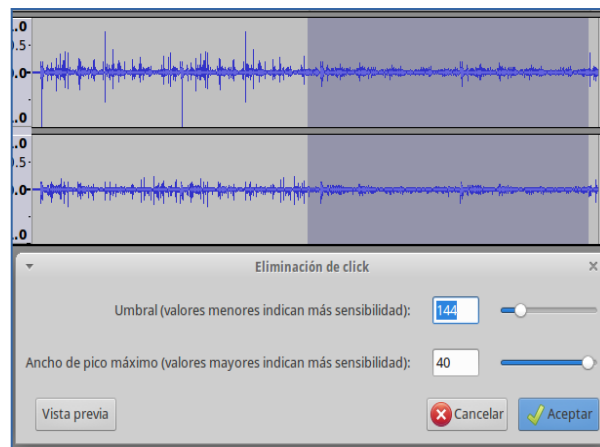 .0
0.5-
0.0-
.0
.0
0.5-
0.0-
.0
Eliminación de click
Umbral (valores menores indican más sensibilidad): 144
Ancho de pico máximo (valores mayores indican más sensibilidad): 40
Vista previa Cancelar Aceptar